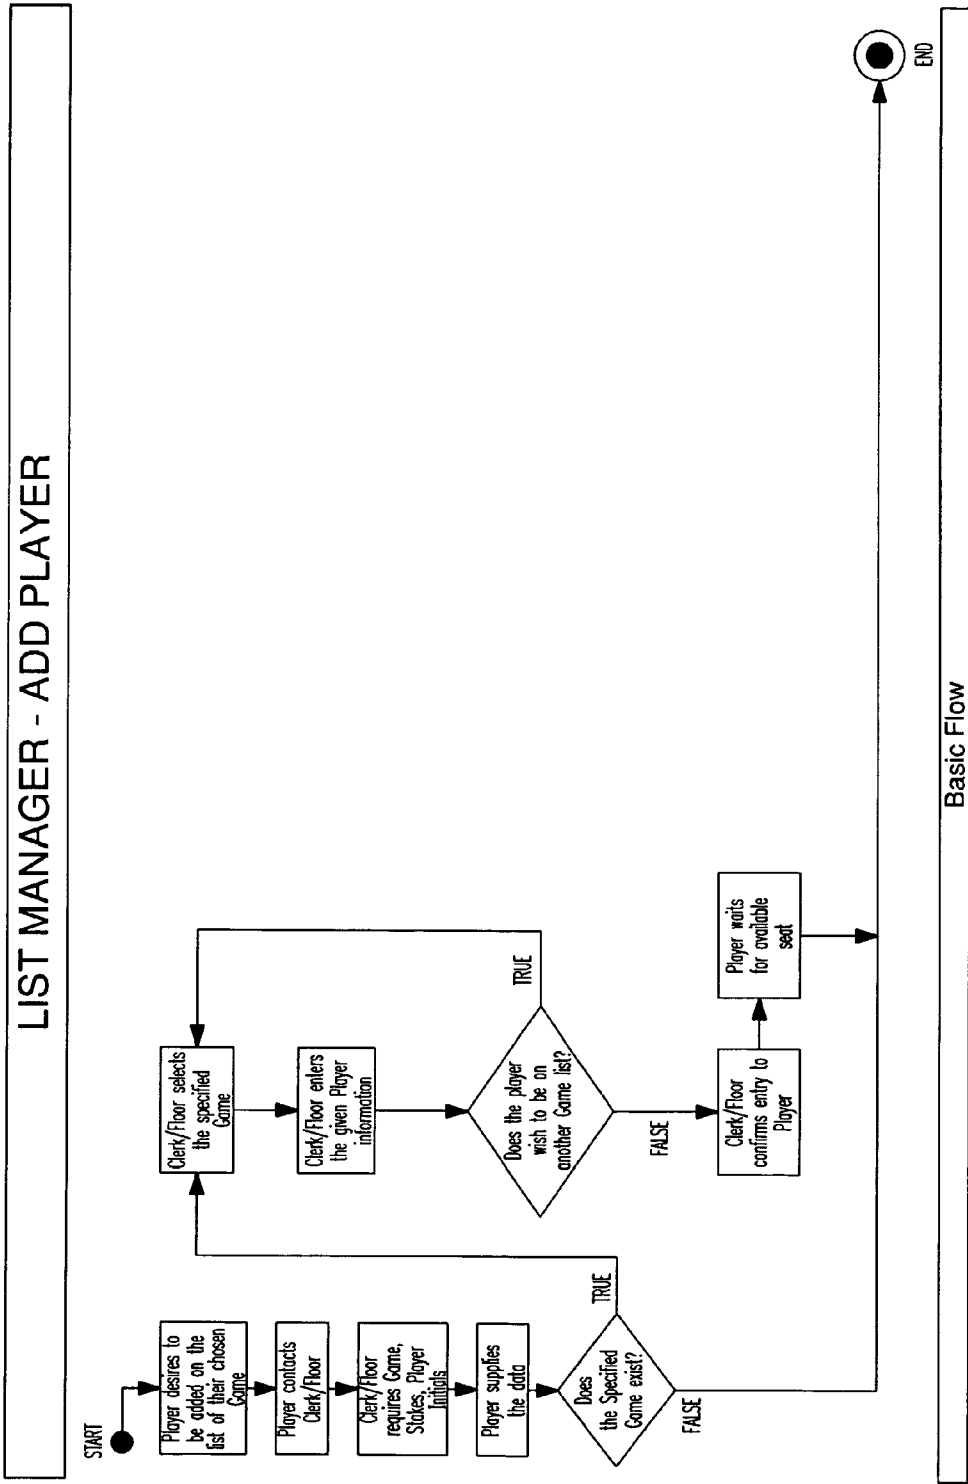 LIST MANAGER - ADD PLAYER
START
Player desires to
be added on the
list of their chosen
Game
Player contacts
Clerk/Floor
Clerk/Floor
requires Game,
Stakes, Player
Initials
Player supplies
the data
Does
the Specified
Game exist?
TRUE
FALSE
Clerk/Floor selects
the specified
Game
Clerk/Floor enters
the given Player
information
Does the player
wish to be on
another Game list?
TRUE
FALSE
Clerk/Floor
confirms entry to
Player
Player waits
for available
seat
END
Basic Flow